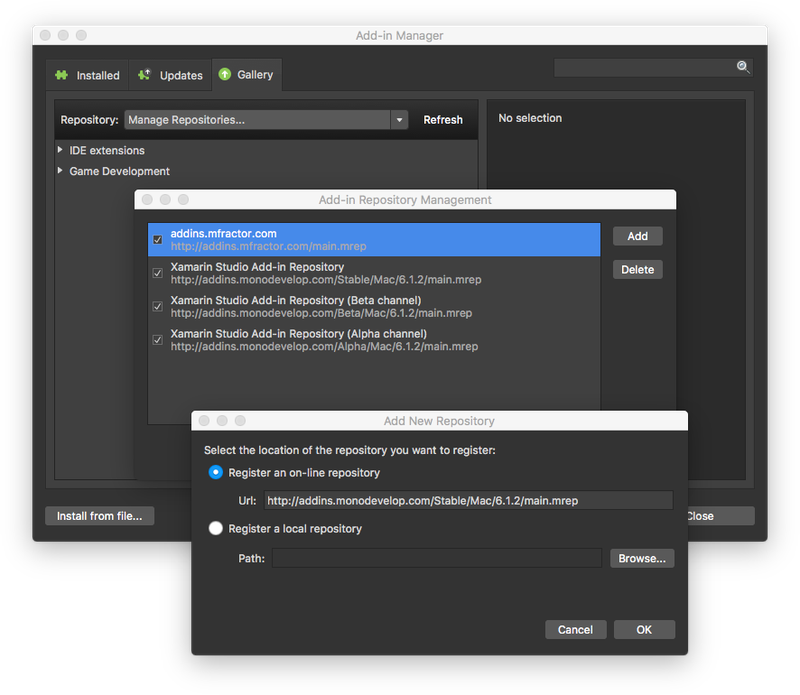 Add-in Manager
Installed
Updates
Gallery
Repository: Manage Repositories... Refresh
No selection
IDE extensions
Game Development
Add-in Repository Management
addins.mfractor.com
http://addins.mfractor.com/main.mrep
Xamarin Studio Add-in Repository
http://addins.monodevelop.com/Stable/Mac/6.1.2/main.mrep
Xamarin Studio Add-in Repository (Beta channel)
http://addins.monodevelop.com/Beta/Mac/6.1.2/main.mrep
Xamarin Studio Add-in Repository (Alpha channel)
http://addins.monodevelop.com/Alpha/Mac/6.1.2/main.mrep
Add
Delete
Add New Repository
Select the location of the repository you want to register:
Register an on-line repository
Url: http://addins.monodevelop.com/Stable/Mac/6.1.2/main.mrep
Register a local repository
Path: Browse...
Cancel OK
Install from file...
Close